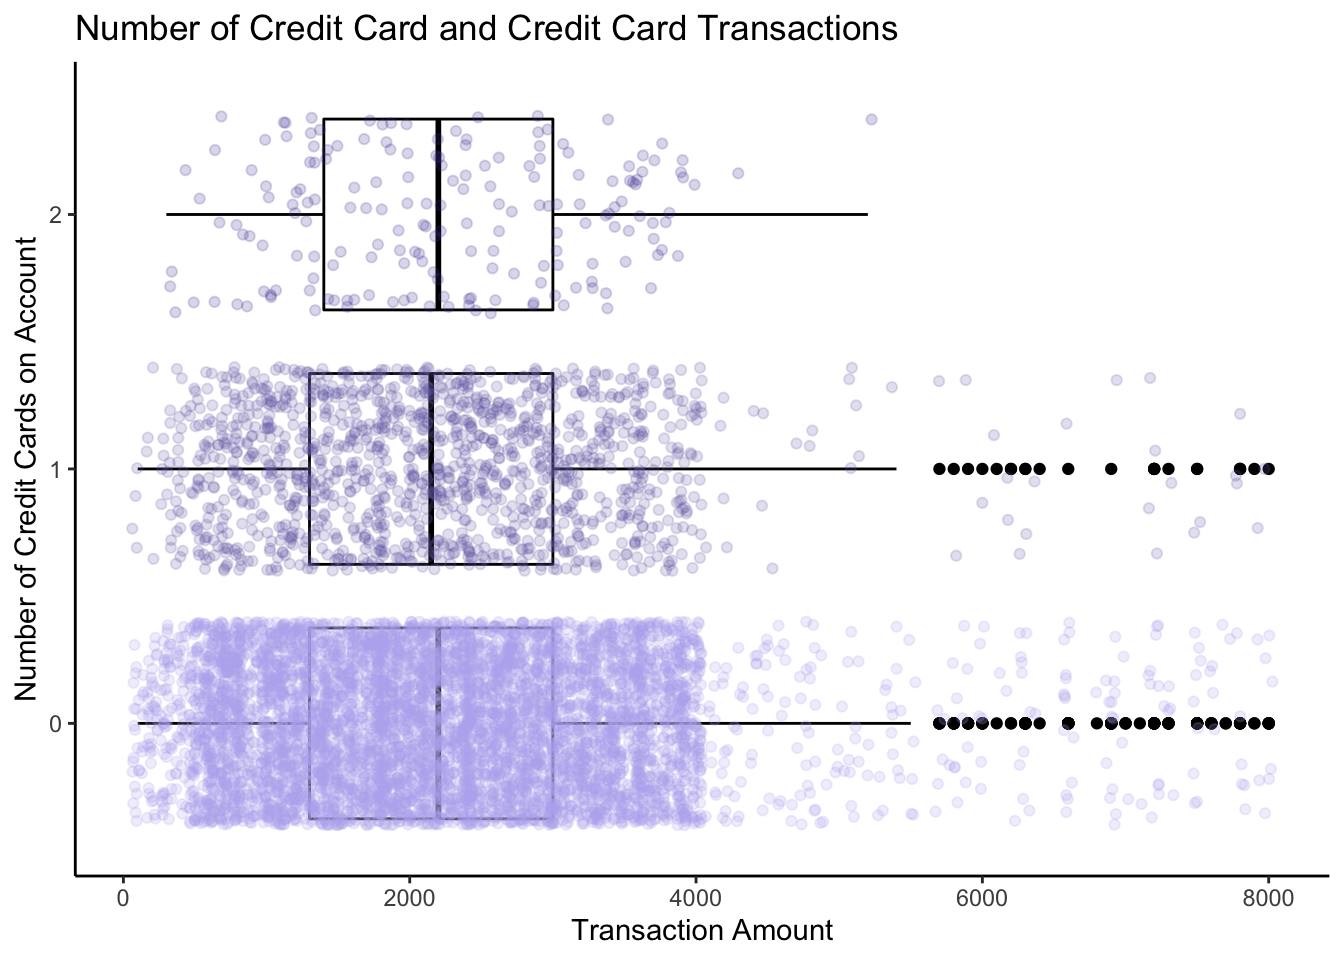 Number of Credit Card and Credit Card Transactions
Number of Credit Cards on Account
2
1
0
0
2000
4000
6000
8000
Transaction Amount